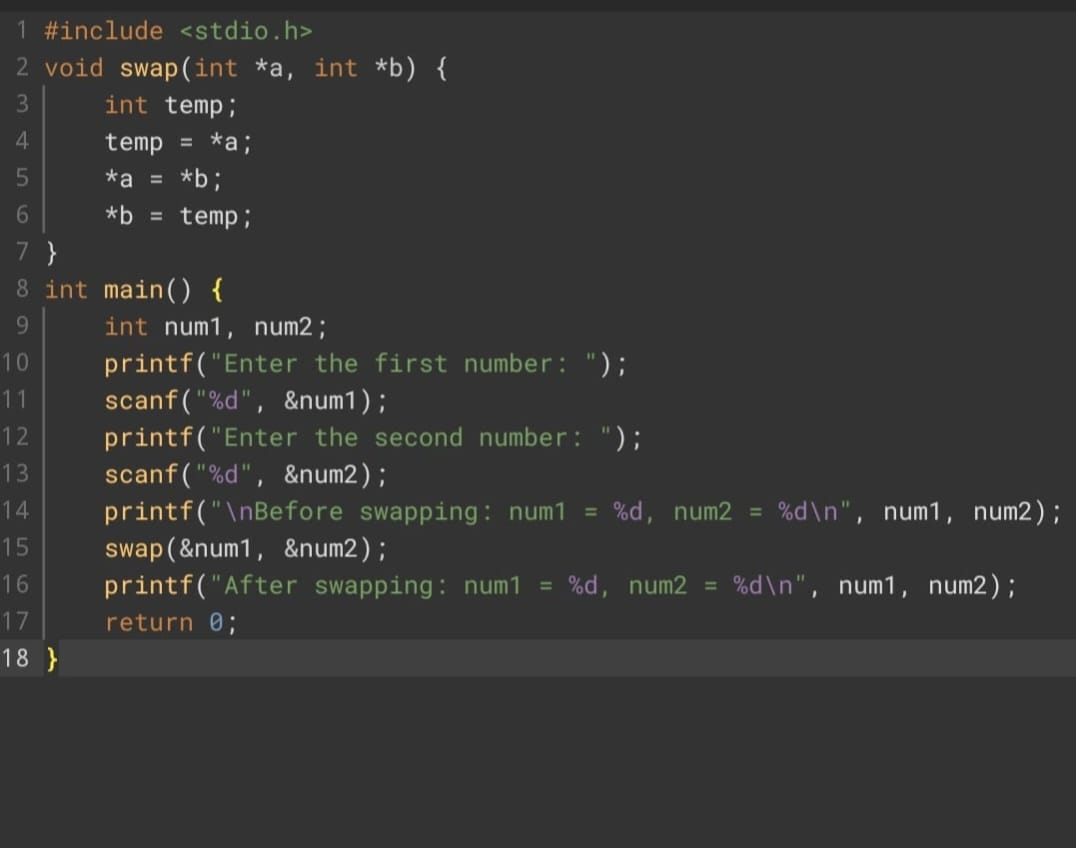 1 #include <stdio.h>
2 void swap(int *a, int *b) {
3     int temp;
4     temp = *a;
5     *a = *b;
6     *b = temp;
7 }
8 int main() {
9     int num1, num2;
10     printf("Enter the first number: ");
11     scanf("%d", &num1);
12     printf("Enter the second number: ");
13     scanf("%d", &num2);
14     printf("\nBefore swapping: num1 = %d, num2 = %d\n", num1, num2);
15     swap(&num1, &num2);
16     printf("After swapping: num1 = %d, num2 = %d\n", num1, num2);
17     return 0;
18 }